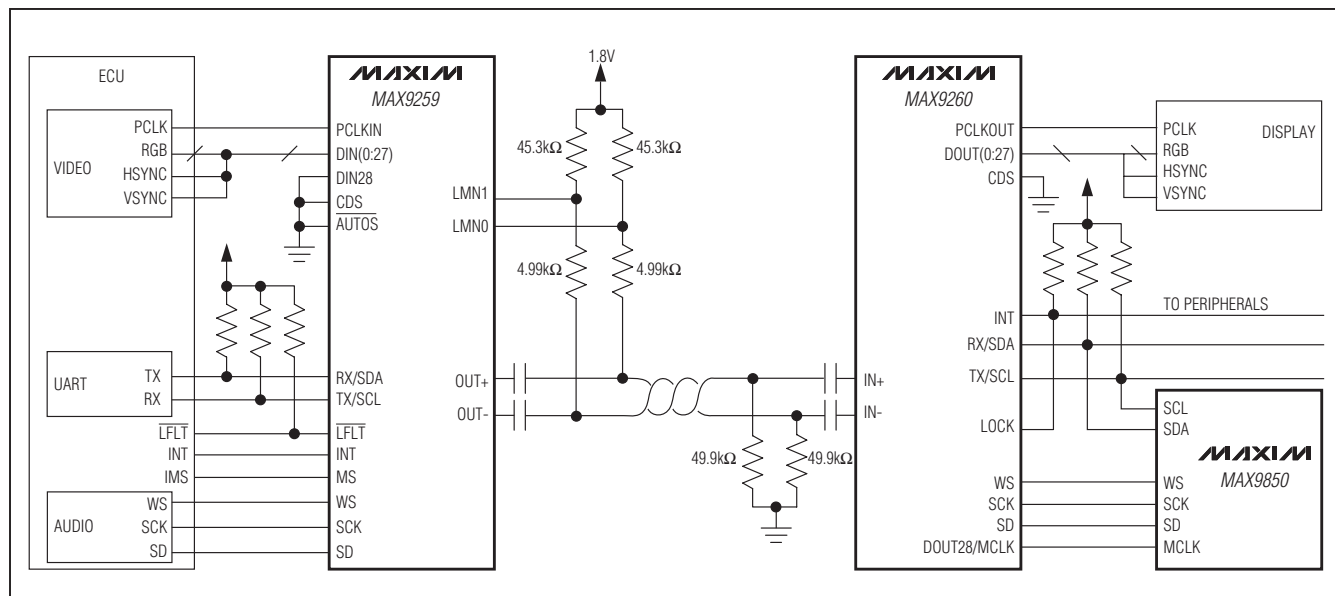 ECU
VIDEO
PCLK
RGB
HSYNC
VSYNC
UART
TX
RX
LFLT
INT
IMS
AUDIO
WS
SCK
SD
MAXIM
MAX9259
PCLKIN
DIN(0:27)
DIN28
CDS
AUTOS
RX/SDA
TX/SCL
LFLT
INT
MS
WS
SCK
SD
LMN1
LMN0
OUT+
OUT-
1.8V
45.3kΩ
45.3kΩ
4.99kΩ
4.99kΩ
49.9kΩ
49.9kΩ
MAXIM
MAX9260
IN+
IN-
PCLKOUT
DOUT(0:27)
CDS
INT
RX/SDA
TX/SCL
LOCK
WS
SCK
SD
DOUT28/MCLK
DISPLAY
PCLK
RGB
HSYNC
VSYNC
TO PERIPHERALS
SCL
SDA
MAXIM
MAX9850
WS
SCK
SD
MCLK